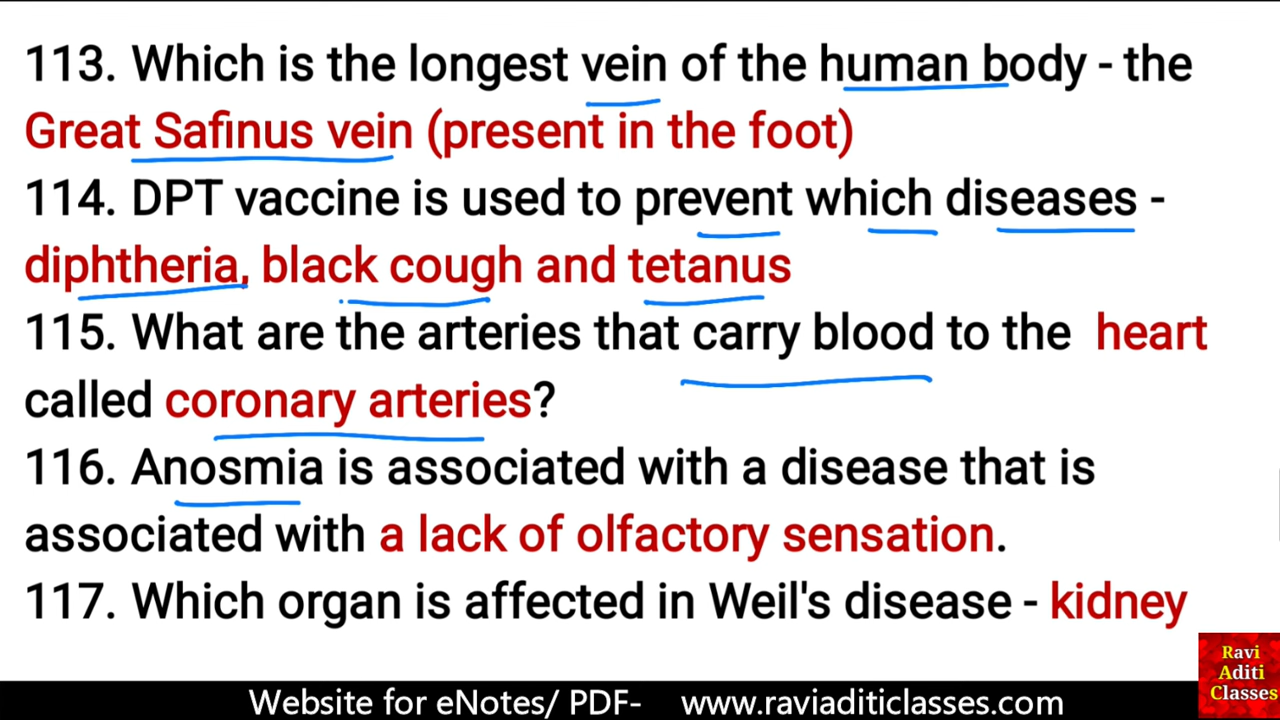 113. Which is the longest vein of the human body - the
Great Safinus vein (present in the foot)
114. DPT vaccine is used to prevent which diseases -
diphtheria, black cough and tetanus
115. What are the arteries that carry blood to the heart
called coronary arteries?
116. Anosmia is associated with a disease that is
associated with a lack of olfactory sensation.
117. Which organ is affected in Weil's disease - kidney
Ravi
Aditi
Classes
Website for eNotes/ PDF- www.raviaditiclasses.com